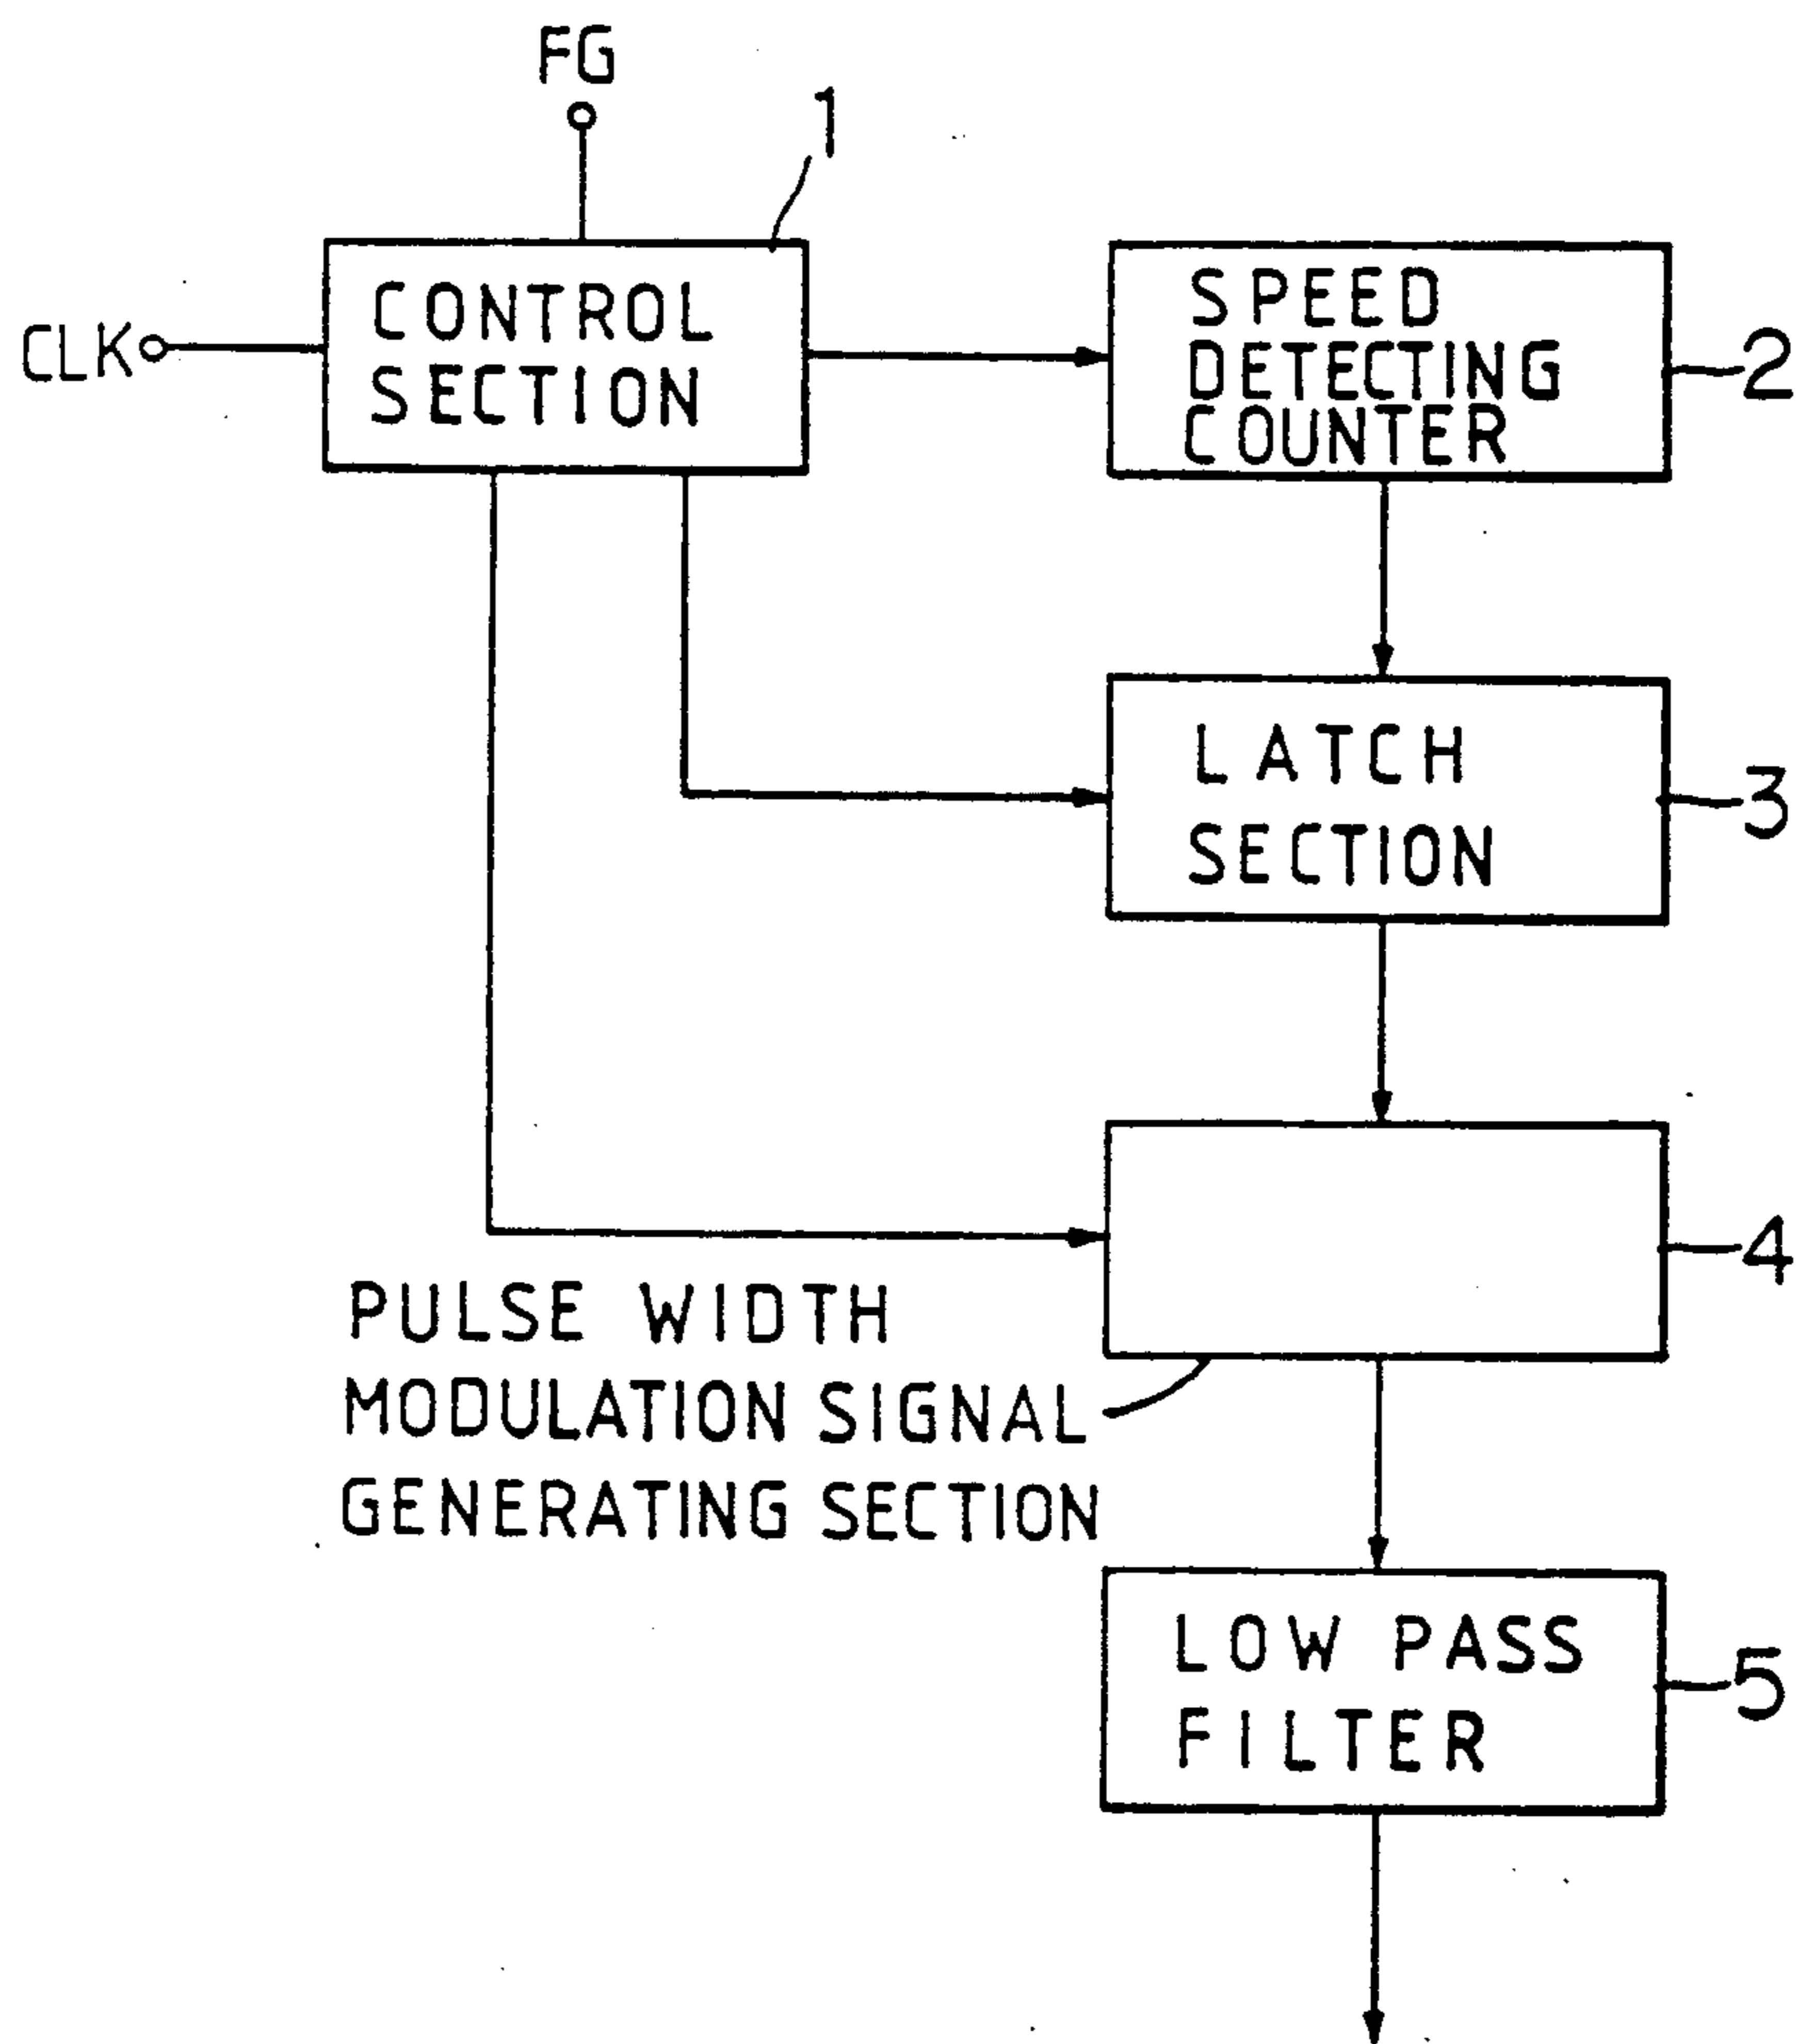 FG
1
CLK
CONTROL
SECTION
SPEED
DETECTING
COUNTER
2
LATCH
SECTION
3
4
PULSE WIDTH
MODULATION SIGNAL
GENERATING SECTION
LOW PASS
FILTER
5